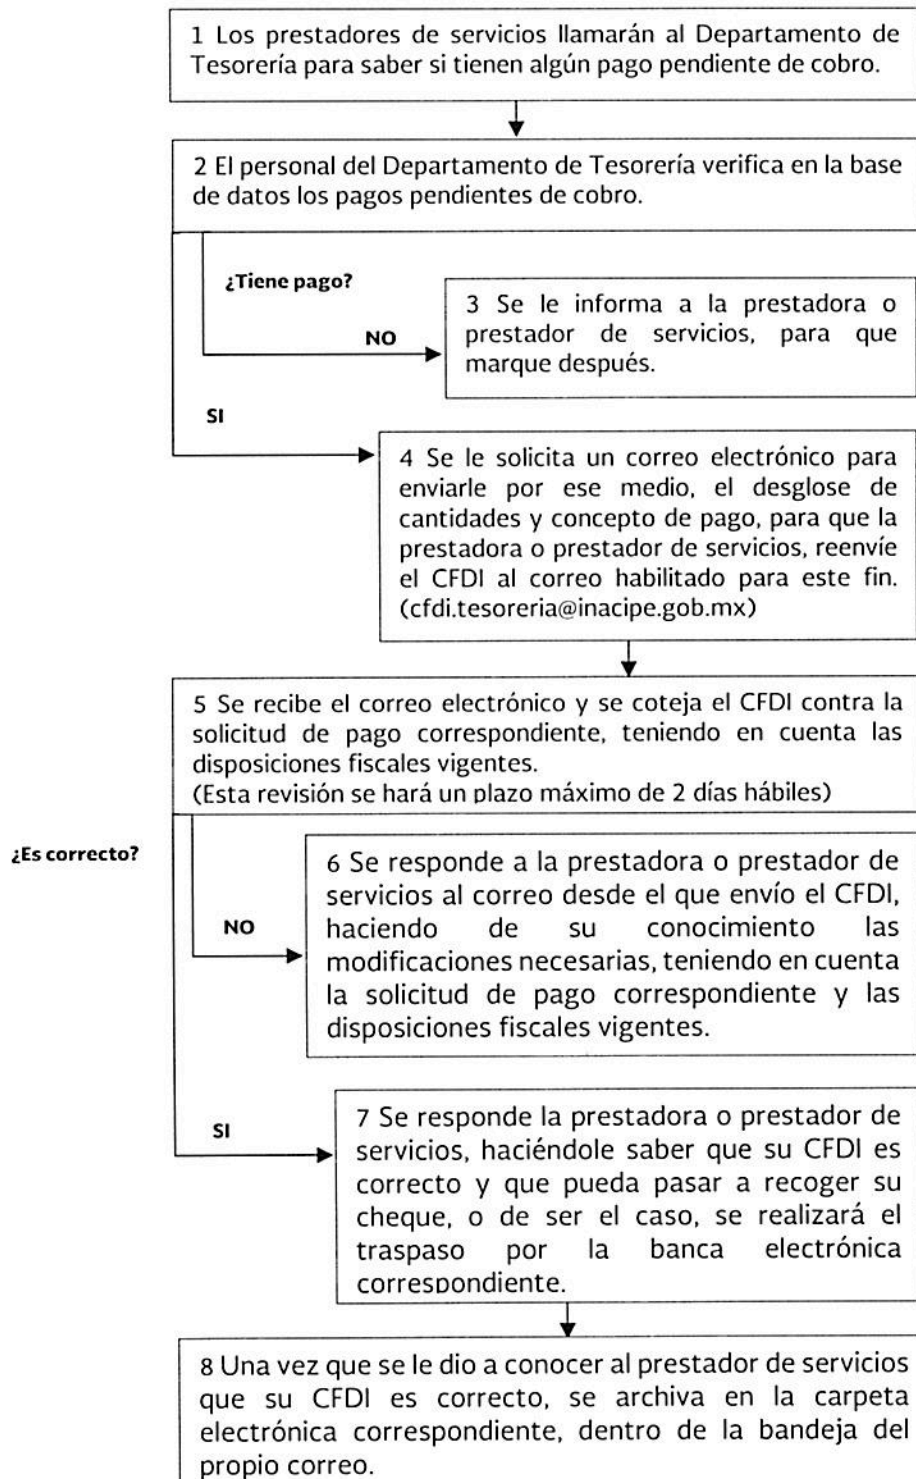 1 Los prestadores de servicios llamarán al Departamento de
Tesorería para saber si tienen algún pago pendiente de cobro.
2 El personal del Departamento de Tesorería verifica en la base
de datos los pagos pendientes de cobro.
¿Tiene pago?
3 Se le informa a la prestadora o
prestador de servicios, para que
marque después.
NO
SI
4 Se le solicita un correo electrónico para
enviarle por ese medio, el desglose de
cantidades y concepto de pago, para que la
prestadora o prestador de servicios, reenvíe
el CFDI al correo habilitado para este fin.
(cfdi.tesoreria@inacipe.gob.mx)
5 Se recibe el correo electrónico y se coteja el CFDI contra la
solicitud de pago correspondiente, teniendo en cuenta las
disposiciones fiscales vigentes.
(Esta revisión se hará un plazo máximo de 2 días hábiles)
¿Es correcto?
NO
6 Se responde a la prestadora o prestador de
servicios al correo desde el que envío el CFDI,
haciendo de su conocimiento las
modificaciones necesarias, teniendo en cuenta
la solicitud de pago correspondiente y las
disposiciones fiscales vigentes.
SI
7 Se responde la prestadora o prestador de
servicios, haciéndole saber que su CFDI es
correcto y que pueda pasar a recoger su
cheque, o de ser el caso, se realizará el
traspaso por la banca electrónica
correspondiente.
8 Una vez que se le dio a conocer al prestador de servicios
que su CFDI es correcto, se archiva en la carpeta
electrónica correspondiente, dentro de la bandeja del
propio correo.